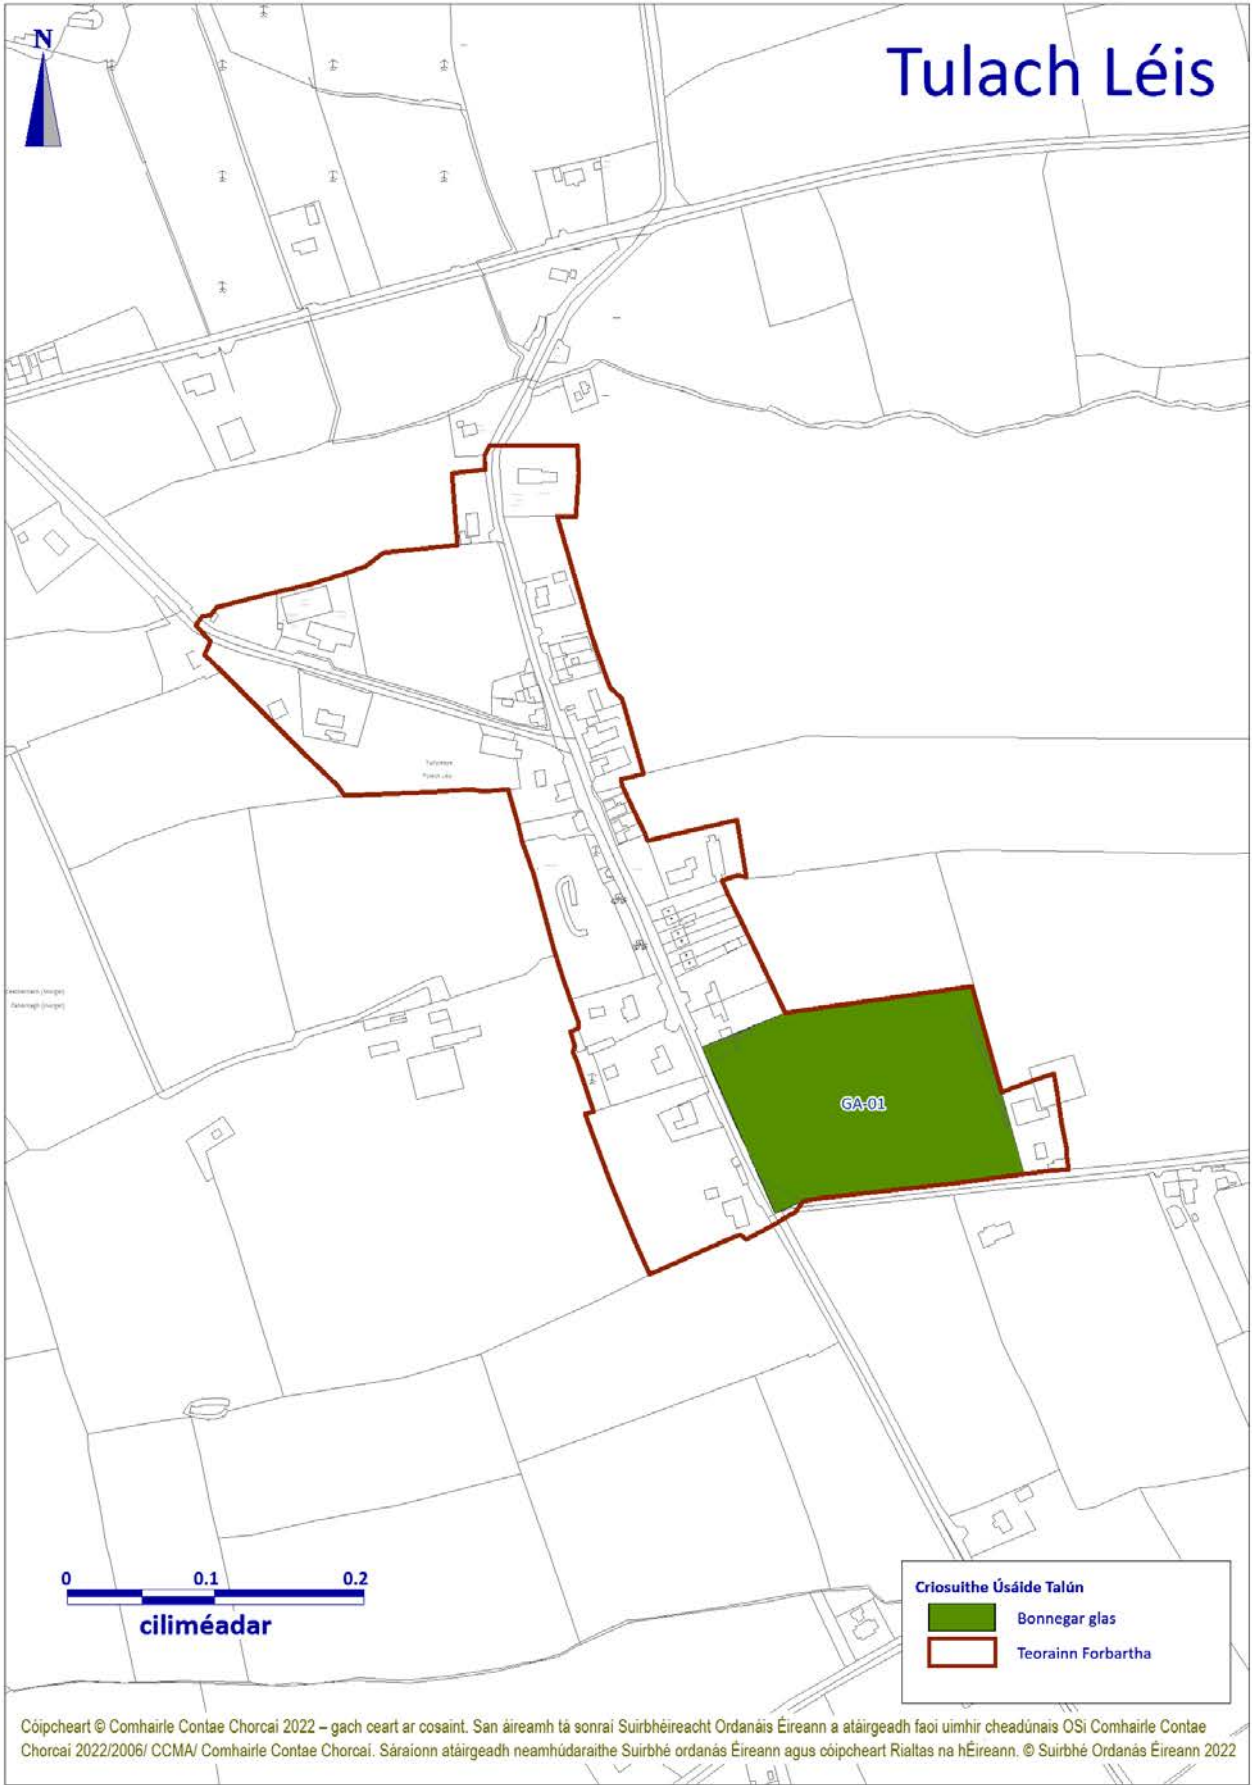 N
Tulach Léis
GA-01
0 0.1 0.2
ciliméadar
Criosuithe Úsáide Talún
Bonnegar glas
Teorainn Forbartha
Cóipcheart © Comhairle Contae Chorcaí 2022 – gach ceart ar cosaint. San áireamh tá sonraí Suirbhéireacht Ordanáis Éireann a atáirgeadh faoi uimhir cheadúnais OSi Comhairle Contae
Chorcaí 2022/2006/ CCMA/ Comhairle Contae Chorcaí. Sáraíonn atáirgeadh neamhúdaraithe Suirbhé ordanás Éireann agus cóipcheart Rialtas na hÉireann. © Suirbhé Ordanás Éireann 2022